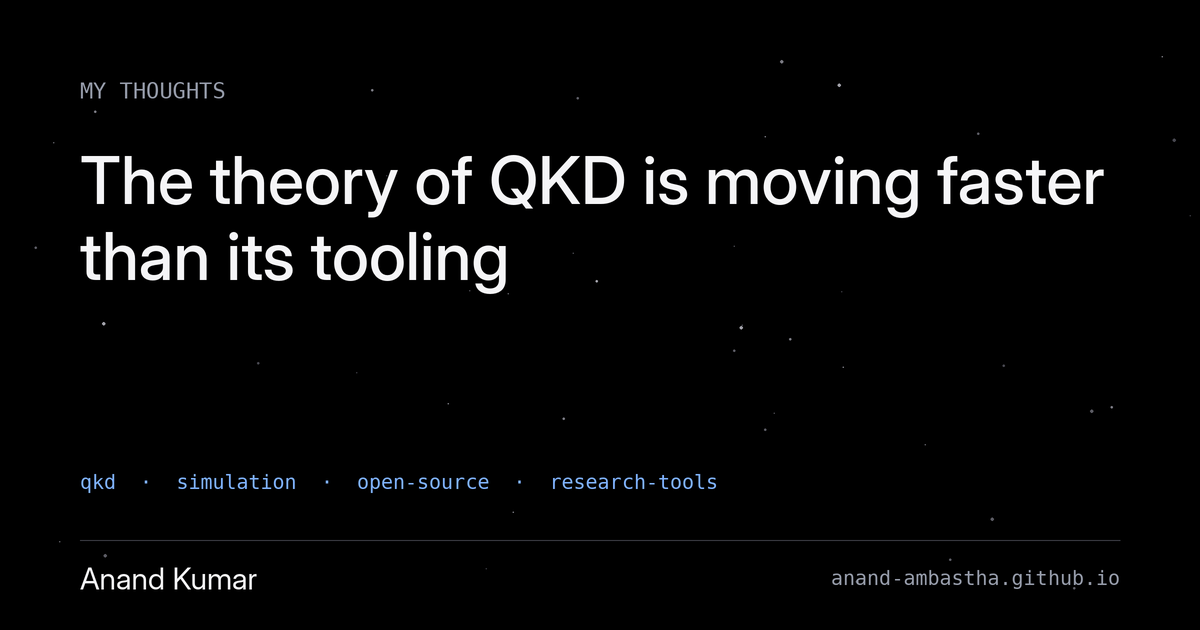 MY THOUGHTS
The theory of QKD is moving faster
than its tooling
qkd · simulation · open-source · research-tools
Anand Kumar
anand-ambastha.github.io